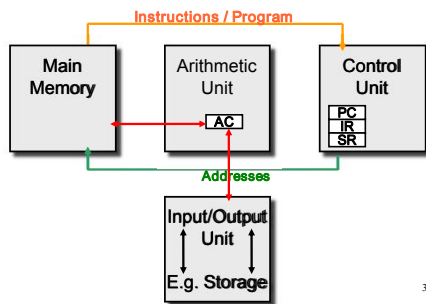 Instructions / Program
Main
Memory
Arithmetic
Unit
AC
Control
Unit
PC
IR
SR
Addresses
Input/Output
Unit
E.g. Storage
3